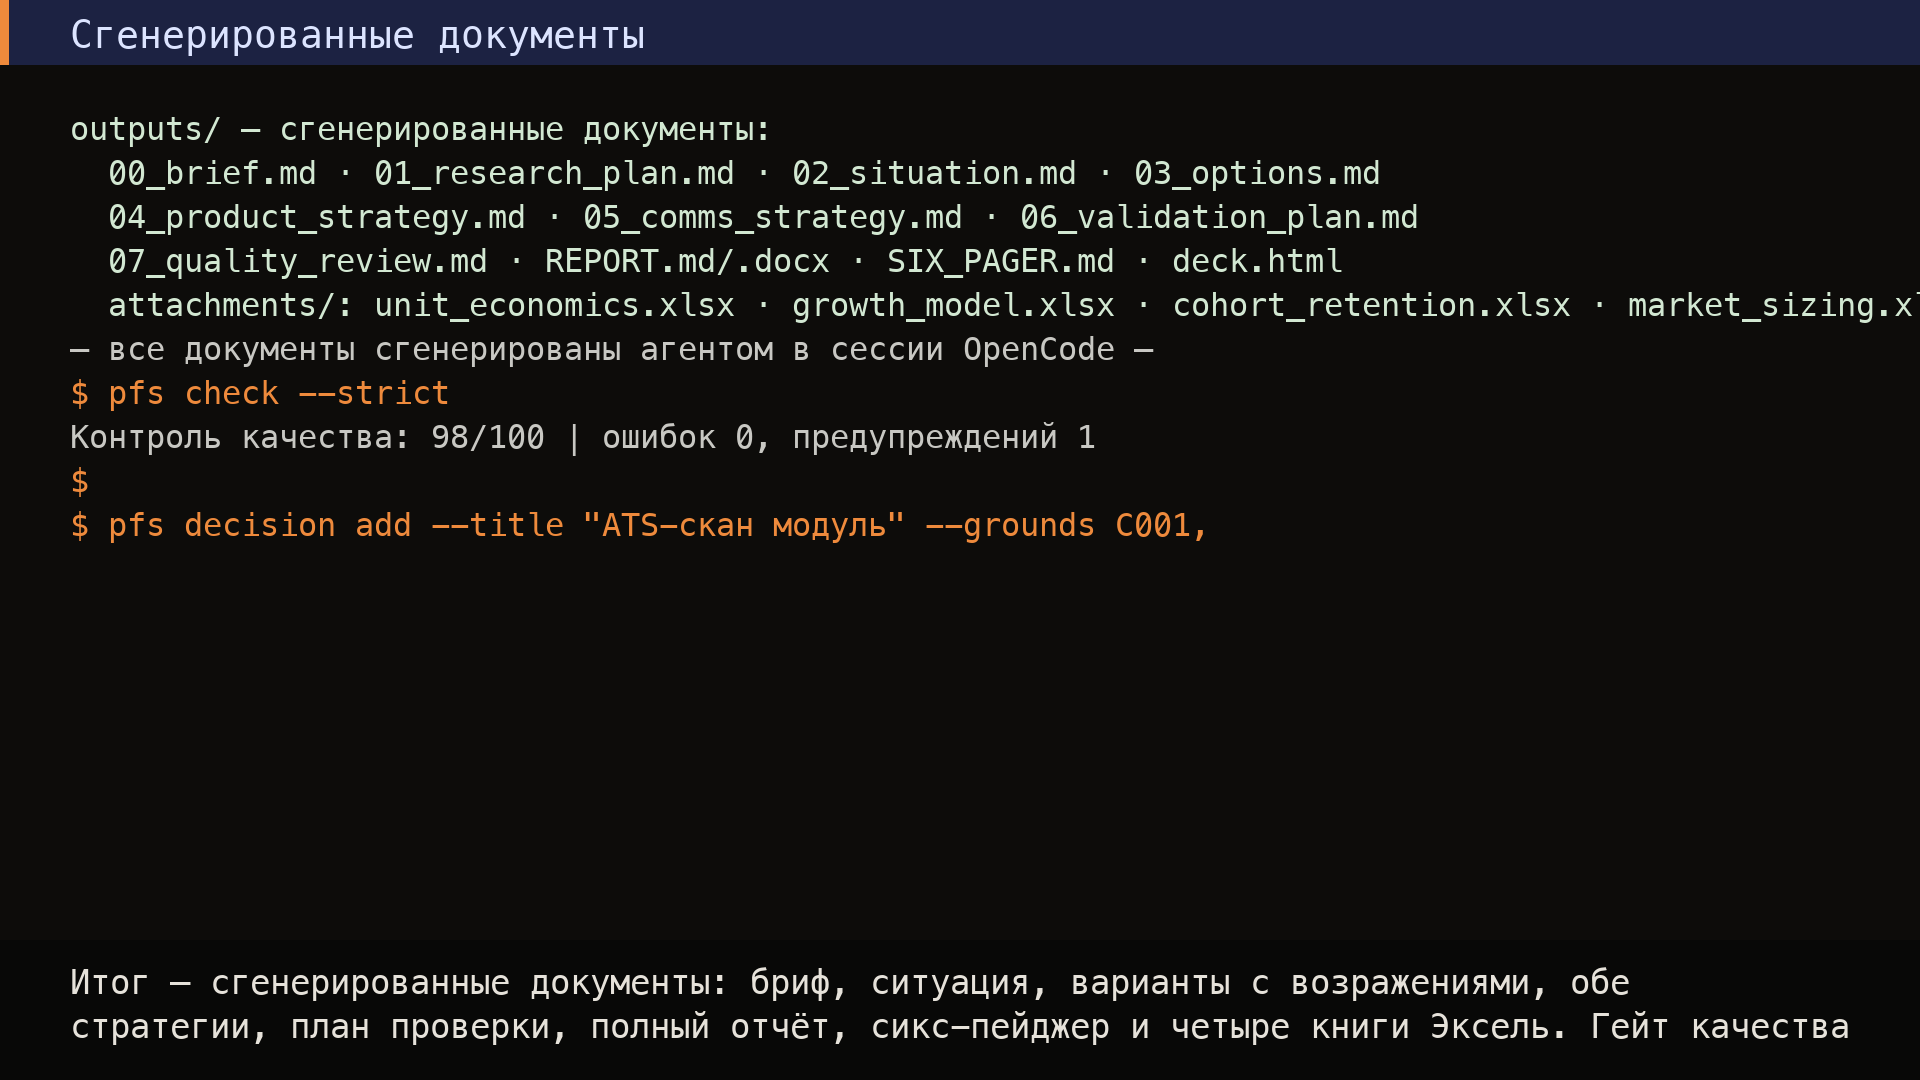 Сгенерированные документы
outputs/ — сгенерированные документы:
00_brief.md · 01_research_plan.md · 02_situation.md · 03_options.md
04_product_strategy.md · 05_comms_strategy.md · 06_validation_plan.md
07_quality_review.md · REPORT.md/.docx · SIX_PAGER.md · deck.html
attachments/: unit_economics.xlsx · growth_model.xlsx · cohort_retention.xlsx · market_sizing.xl
— все документы сгенерированы агентом в сессии OpenCode —
$ pfs check --strict
Контроль качества: 98/100 | ошибок 0, предупреждений 1
$
$ pfs decision add --title "ATS-скан модуль" --grounds C001,
Итог — сгенерированные документы: бриф, ситуация, варианты с возражениями, обе
стратегии, план проверки, полный отчёт, сикс-пейджер и четыре книги Эксель. Гейт качества